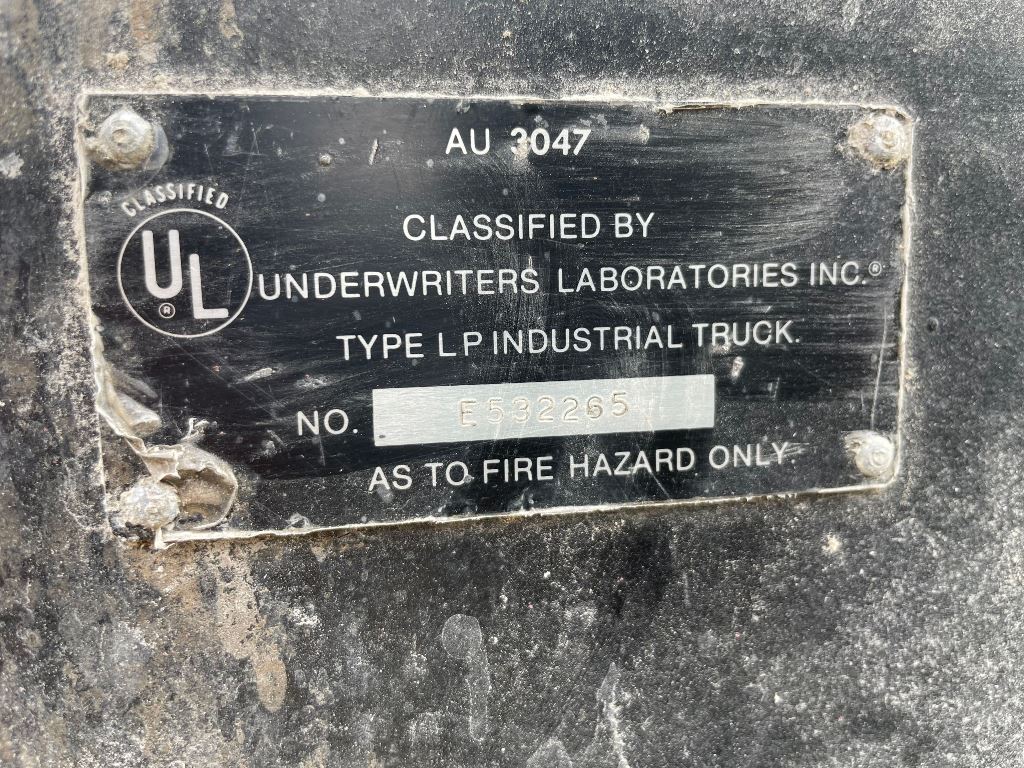 AU 3047
CLASSIFIED
UL
®
CLASSIFIED BY
UNDERWRITERS LABORATORIES INC.®
TYPE LP INDUSTRIAL TRUCK.
NO. E532265
AS TO FIRE HAZARD ONLY.